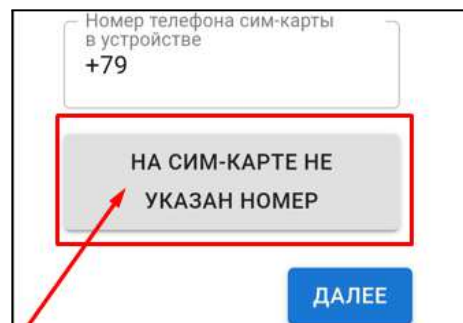 Номер телефона сим-карты
в устройстве
+79
НА СИМ-КАРТЕ НЕ
УКАЗАН НОМЕР
ДАЛЕЕ